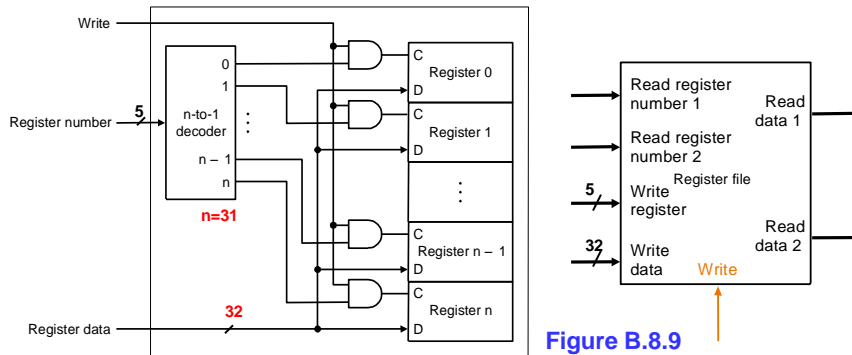 Write
C
0
Register 0
1
D
5
n-to-1
decoder
Register number
C
Register 1
D
n – 1
n
n=31
C
Register n – 1
D
C
Register n
32
Register data
D
Read register
number 1
Read
data 1
Read register
number 2
Register file
5
Write
register
Read
data 2
32
Write
data
Write
Figure B.8.9